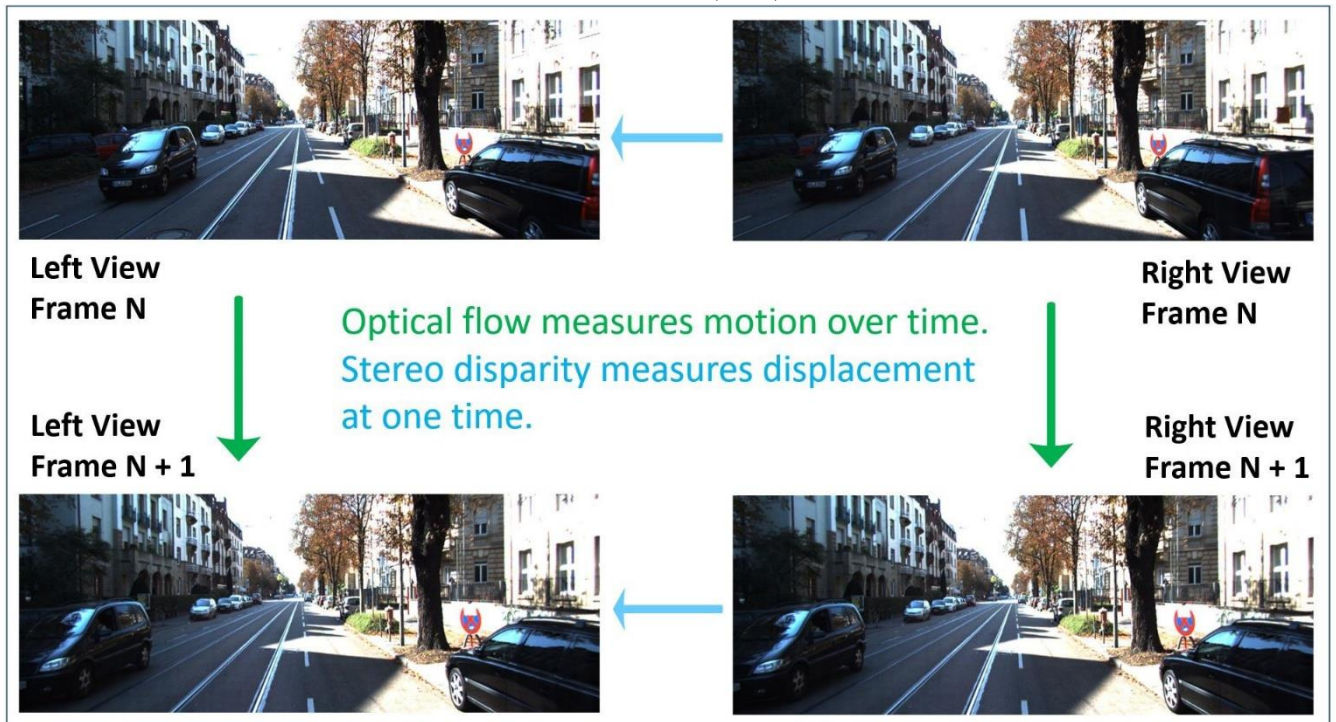 Left View
Frame N
Right View
Frame N
Optical flow measures motion over time.
Stereo disparity measures displacement
at one time.
Left View
Frame N + 1
Right View
Frame N + 1